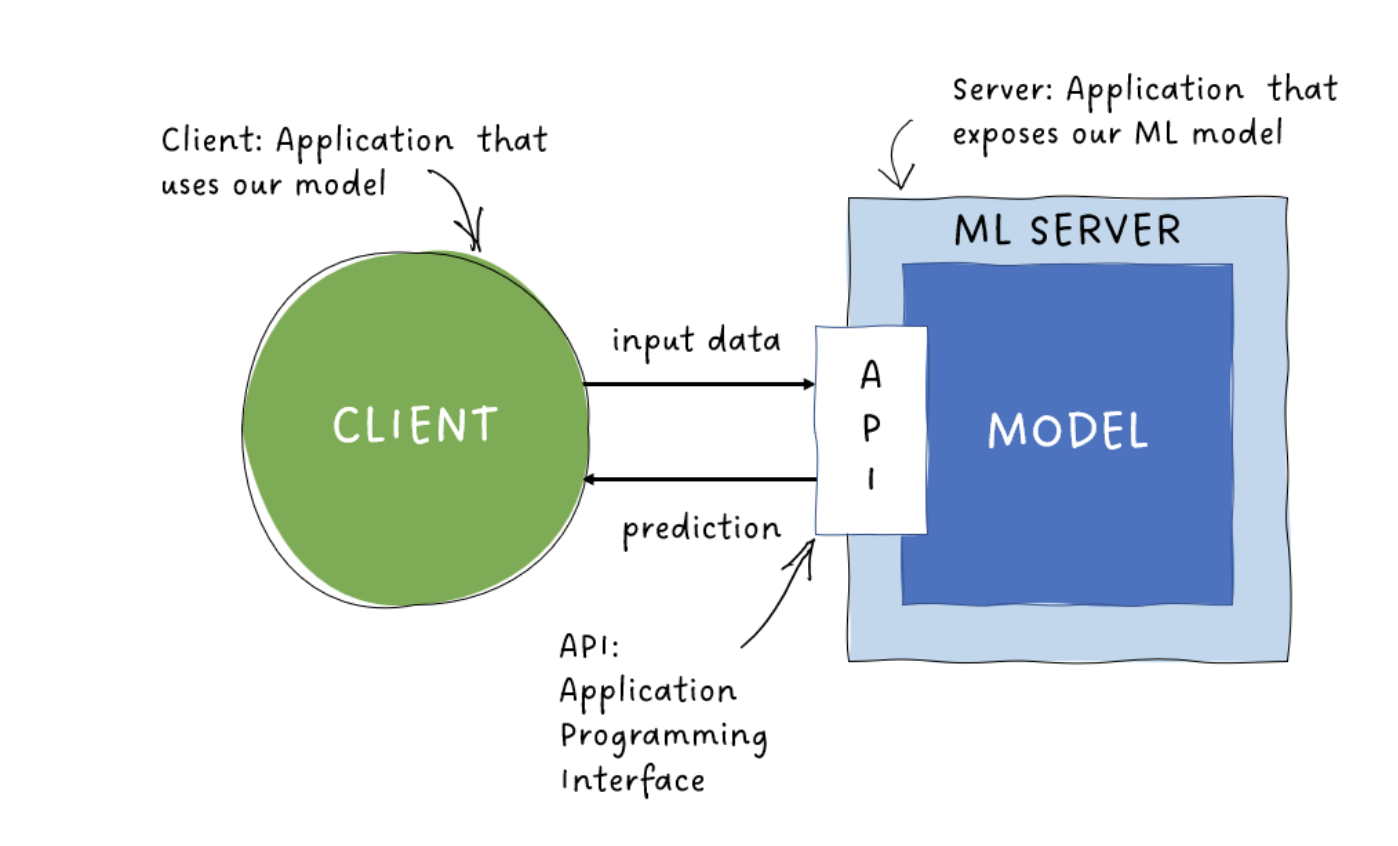 Server: Application that
exposes our ML model
Client: Application that
uses our model
ML SERVER
input data
A
P
I
CLIENT
MODEL
prediction
API:
Application
Programming
Interface